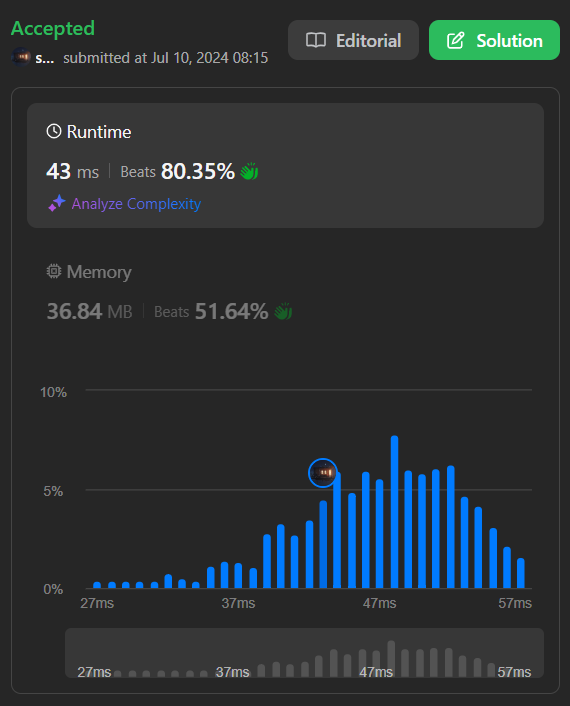 Accepted
Editorial
Solution
s... submitted at Jul 10, 2024 08:15
Runtime
43 ms Beats 80.35%
Analyze Complexity
Memory
36.84 MB Beats 51.64%
10%
5%
0%
27ms 37ms 47ms 57ms
27ms 37ms 47ms 57ms